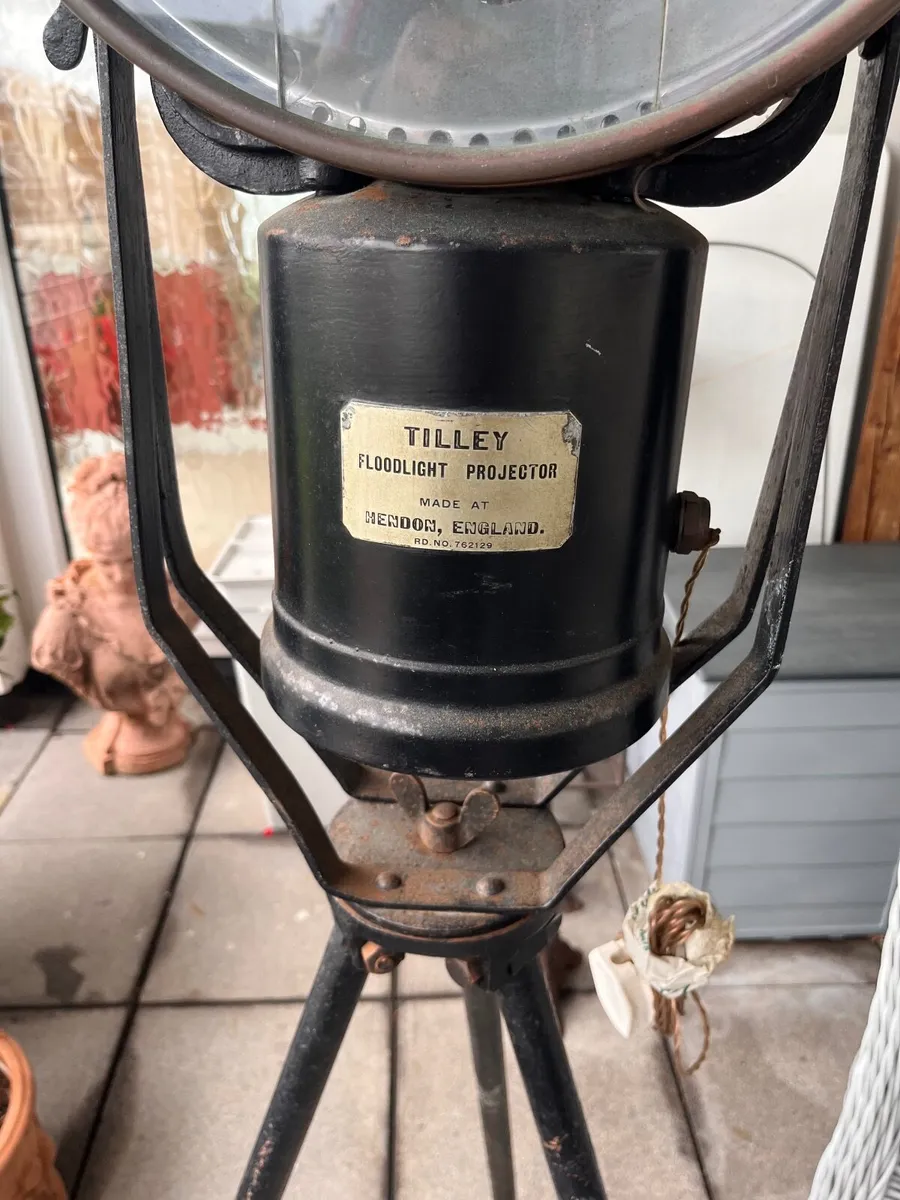 TILLEY
FLOODLIGHT PROJECTOR
MADE AT
HENDON, ENGLAND.
RD. NO. 762129